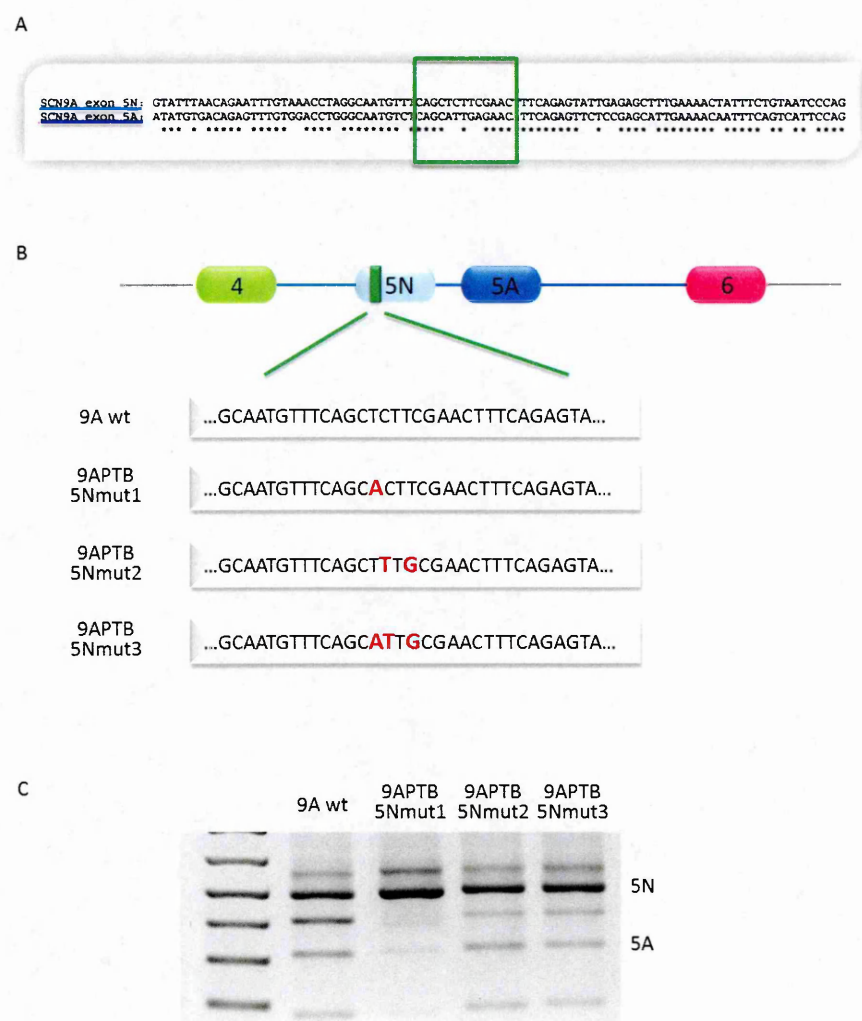 A
SCN9A exon 5N: GTATTTAACAGAATTTGTAAACCTAGGCAATGTTTCAGCTCTTCGAACTTTCAGAGTATTGAGAGCTTTGAAAACTATTTCTGTAATCCCAG
SCN9A exon 5A: ATATGTGACAGAGTTTGTGGACCTGGGCAATGTCTCAGCATTGAGAACTTTCAGAGTTCTCCGAGCATTGAAAACAATTTCAGTCATTCCAG
B
4 5N 5A 6
9A wt ...GCAATGTTTCAGCTCTTCGAACTTTCAGAGTA...
9APTB
5Nmut1 ...GCAATGTTTCAGCACTTCGAACTTTCAGAGTA...
9APTB
5Nmut2 ...GCAATGTTTCAGCTTTGCGAACTTTCAGAGTA...
9APTB
5Nmut3 ...GCAATGTTTCAGCATTGCGAACTTTCAGAGTA...
C
9A wt 9APTB 9APTB 9APTB
5Nmut1 5Nmut2 5Nmut3
5N
5A